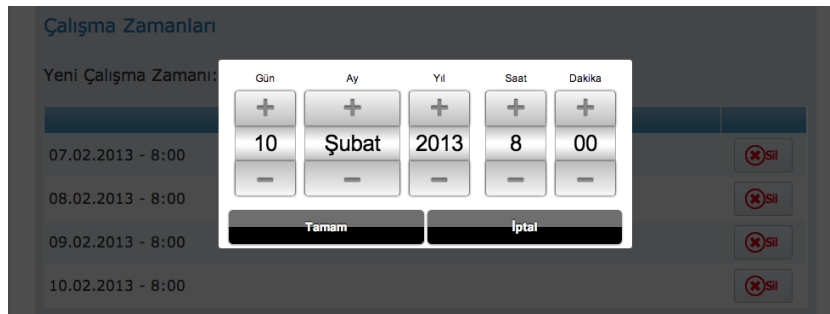 Çalışma Zamanları
Yeni Çalışma Zamanı:
Gün Ay Yıl Saat Dakika
+ + + + +
10 Şubat 2013 8 00
− − − − −
Tamam İptal
07.02.2013 - 8:00 Sil
08.02.2013 - 8:00 Sil
09.02.2013 - 8:00 Sil
10.02.2013 - 8:00 Sil